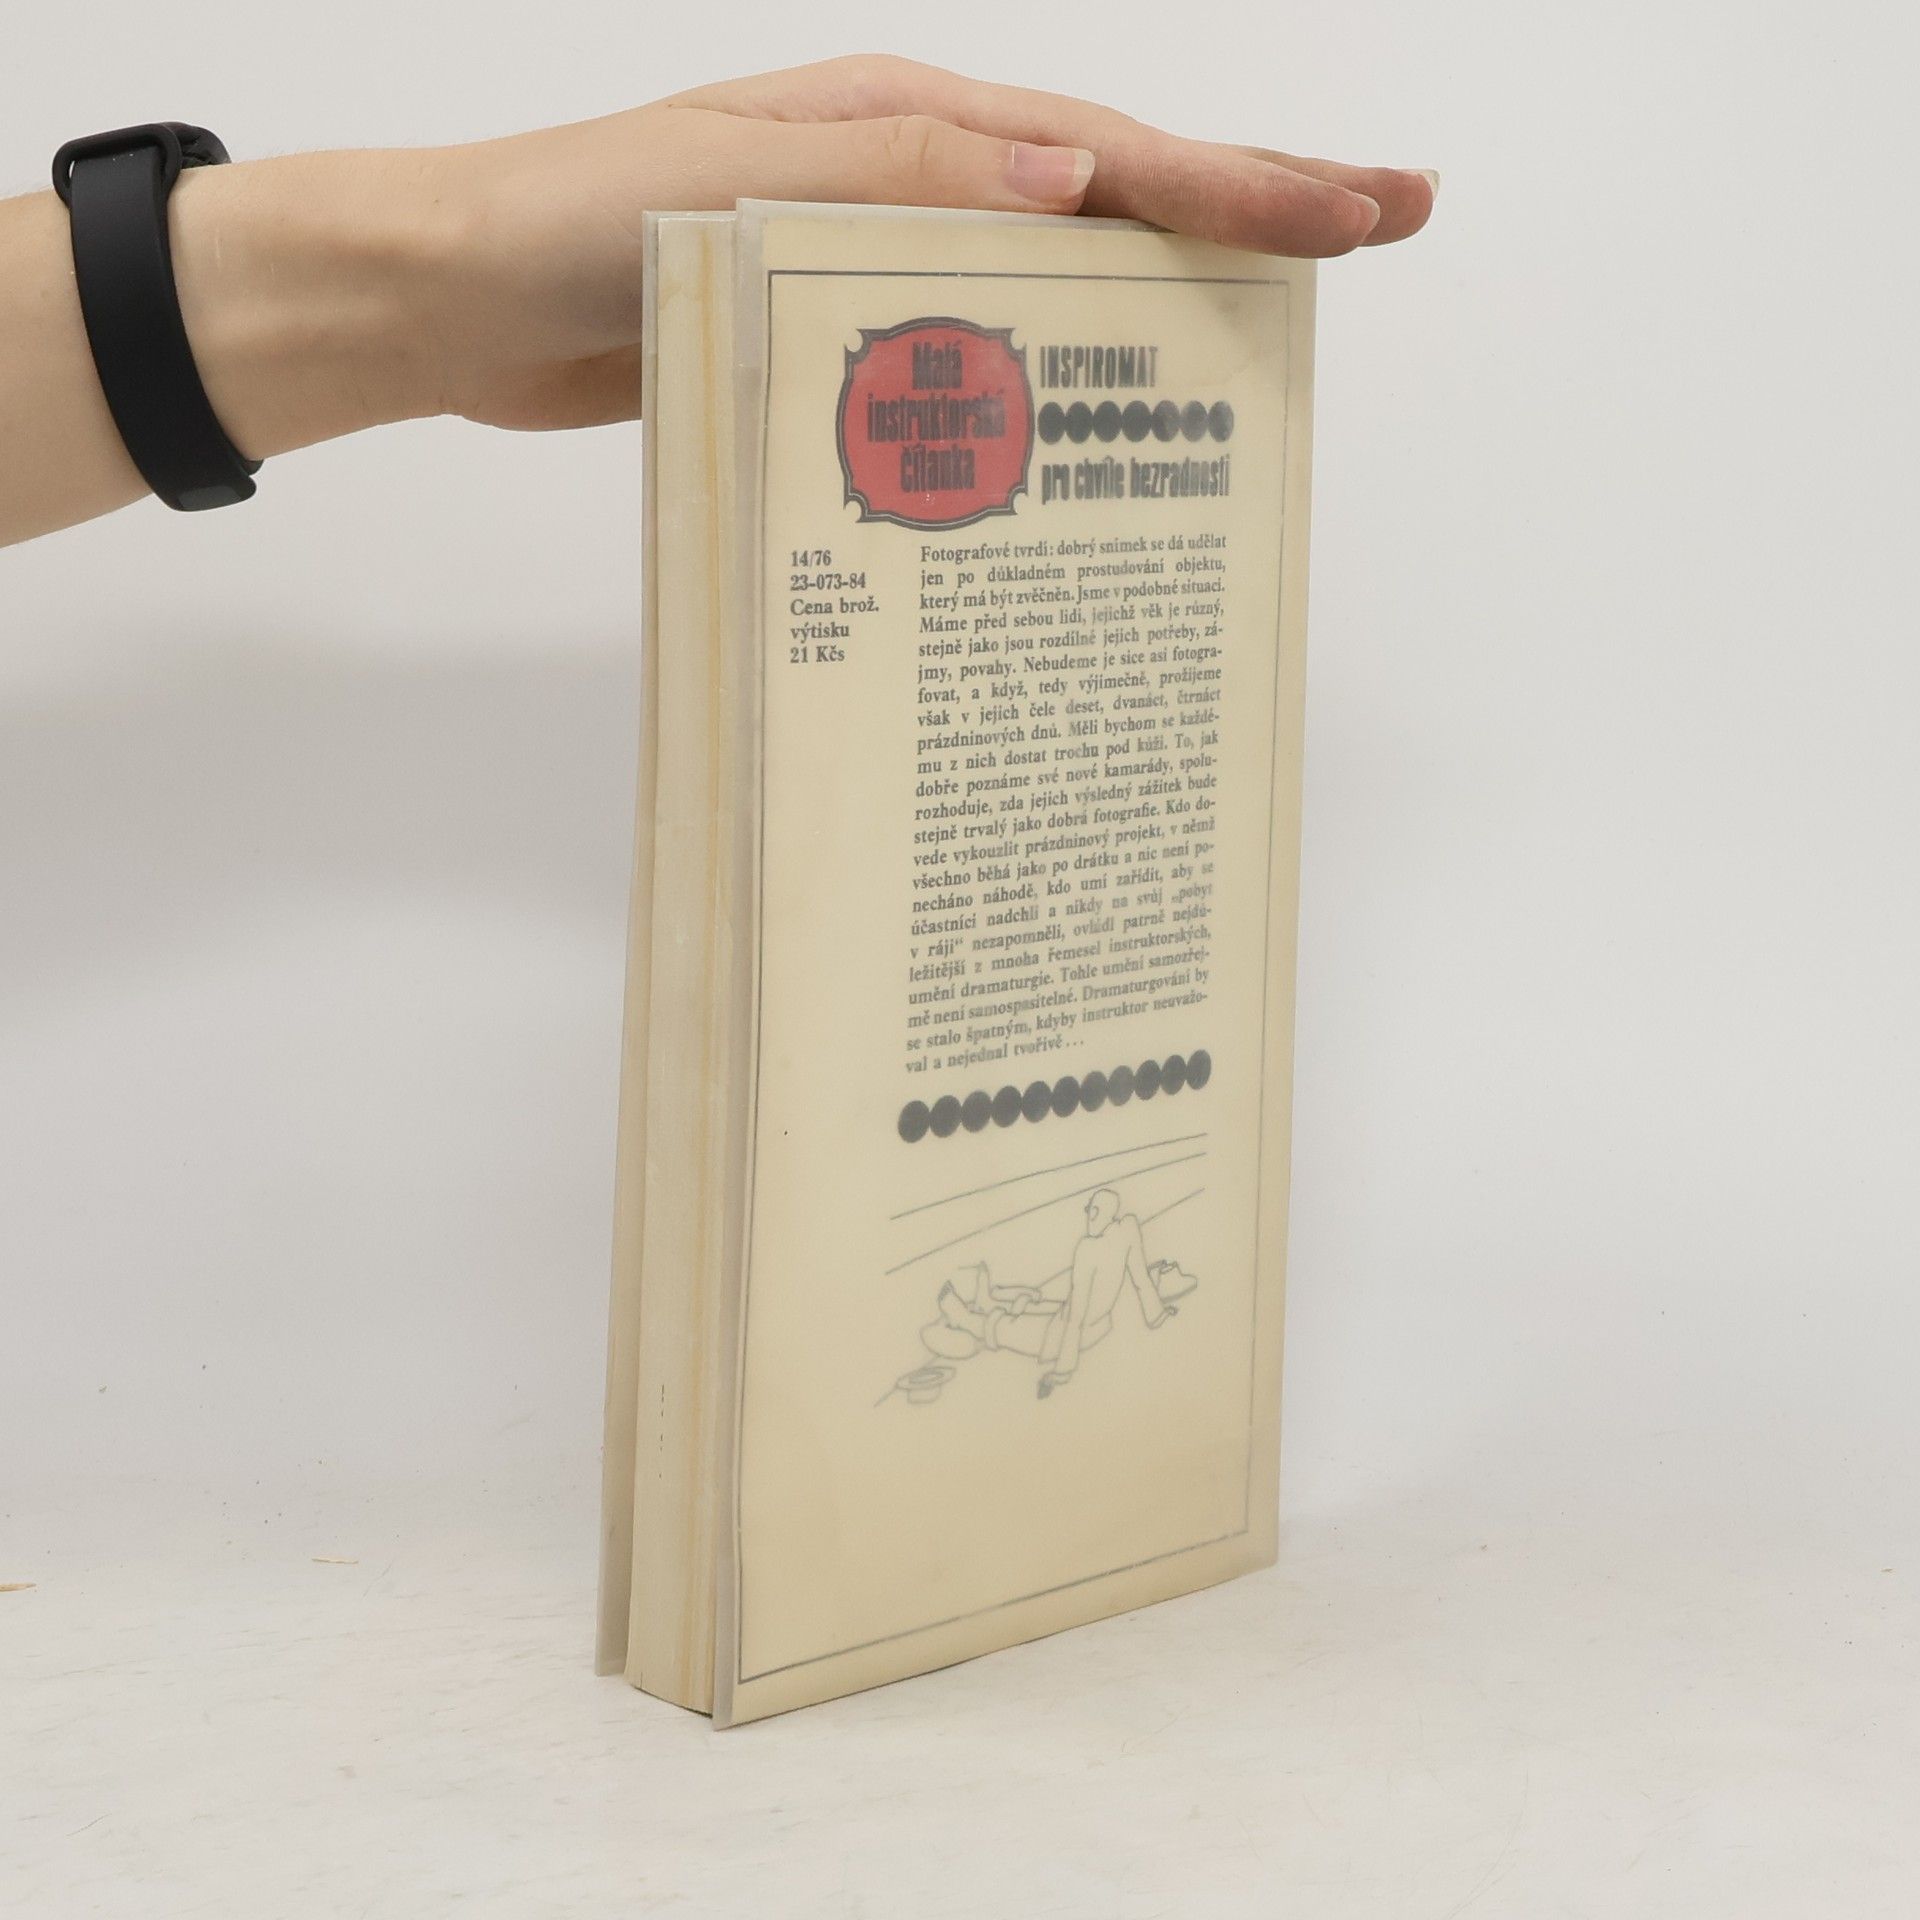 Malá
instruktorská
čítanka
INSPIROMAT
pro chvíle bezradnosti
14/76
23-073-84
Cena brož.
výtisku
21 Kčs
Fotografové tvrdí: dobrý snímek se dá udělat
jen po důkladném prostudování objektu,
který má být zvěčněn. Jsme v podobné situaci.
Máme před sebou lidi, jejichž věk je různý,
stejně jako jsou rozdílné jejich potřeby, zá-
jmy, povahy. Nebudeme je sice asi fotogra-
fovat, a když, tedy výjimečně, prožijeme
však v jejich čele deset, dvanáct, čtrnáct
prázdninových dnů. Měli bychom se každé-
mu z nich dostat trochu pod kůži. To, jak
dobře poznáme své nové kamarády, spolu-
rozhoduje, zda jejich výsledný zážitek bude
stejně trvalý jako dobrá fotografie. Kdo do-
vede vykouzlit prázdninový projekt, v němž
všechno běhá jako po drátku a nic není po-
necháno náhodě, kdo umí zařídit, aby se
účastníci nadchli a nikdy na svůj „pobyt
v ráji“ nezapomněli, ovládl patrně nejdů-
ležitější z mnoha řemesel instruktorských,
umění dramaturgie. Tohle umění samozřej-
mě není samospasitelné. Dramaturgování by
se stalo špatným, kdyby instruktor neuvažo-
val a nejednal tvořivě...